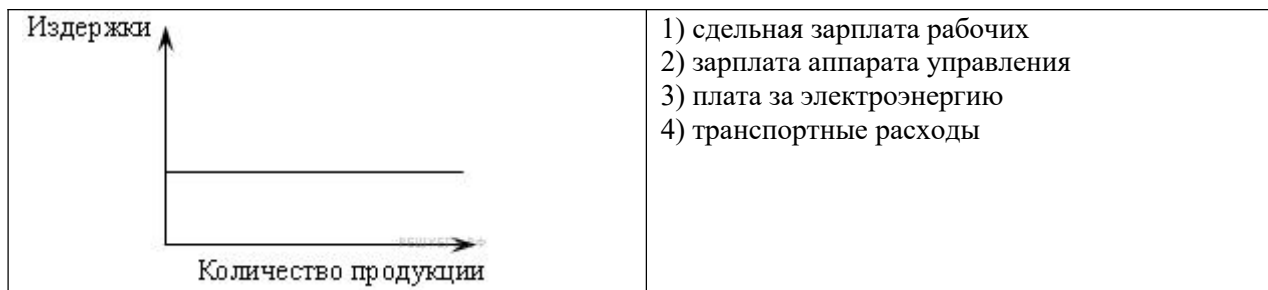 Издержки
Количество продукции
1) сдельная зарплата рабочих
2) зарплата аппарата управления
3) плата за электроэнергию
4) транспортные расходы